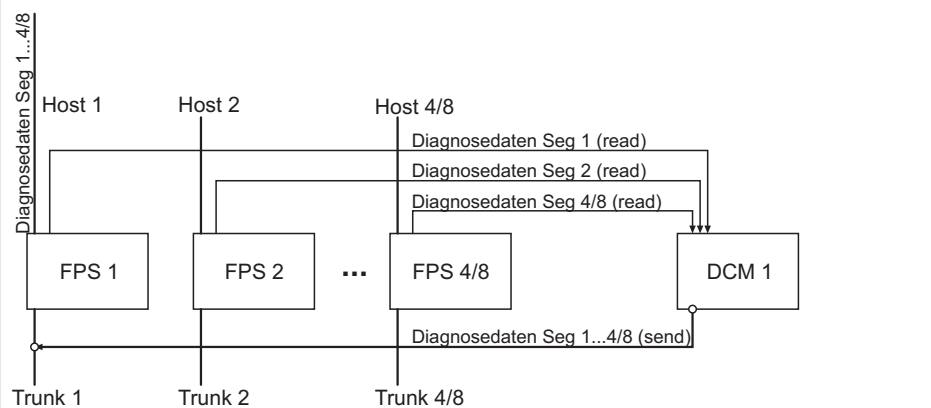 Diagnosedaten Seg 1...4/8
Host 1
Host 2
Host 4/8
Diagnosedaten Seg 1 (read)
Diagnosedaten Seg 2 (read)
Diagnosedaten Seg 4/8 (read)
FPS 1
FPS 2
...
FPS 4/8
DCM 1
Diagnosedaten Seg 1...4/8 (send)
Trunk 1
Trunk 2
Trunk 4/8